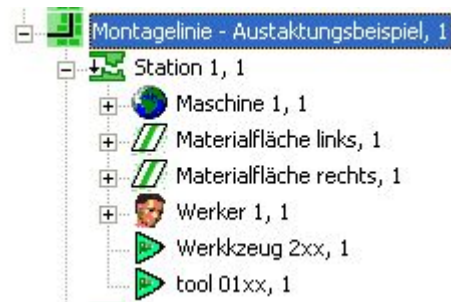 Montagelinie - Austaktungsbeispiel, 1
Station 1, 1
Maschine 1, 1
Materialfläche links, 1
Materialfläche rechts, 1
Werker 1, 1
Werkkzeug 2xx, 1
tool 01xx, 1